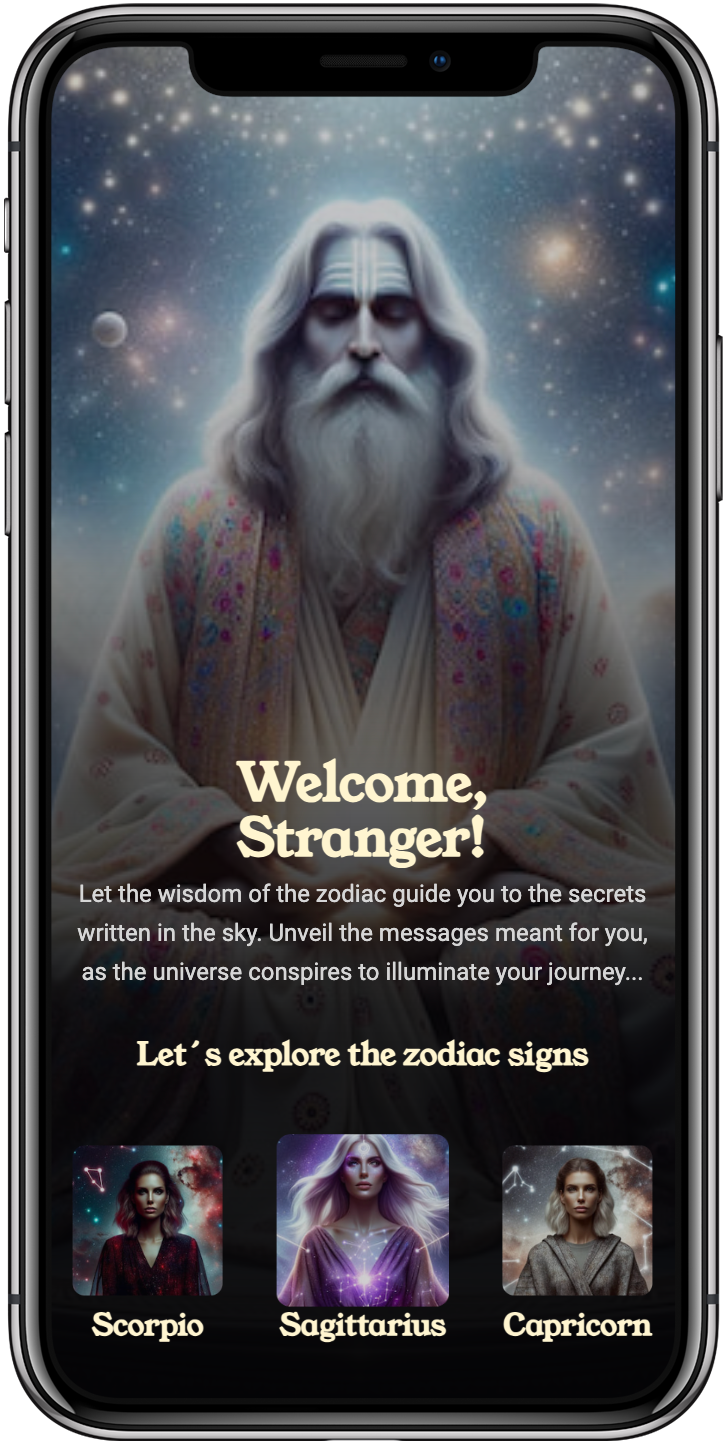 Welcome,
Stranger!
Let the wisdom of the zodiac guide you to the secrets
written in the sky. Unveil the messages meant for you,
as the universe conspires to illuminate your journey...
Let´s explore the zodiac signs
Scorpio
Sagittarius
Capricorn